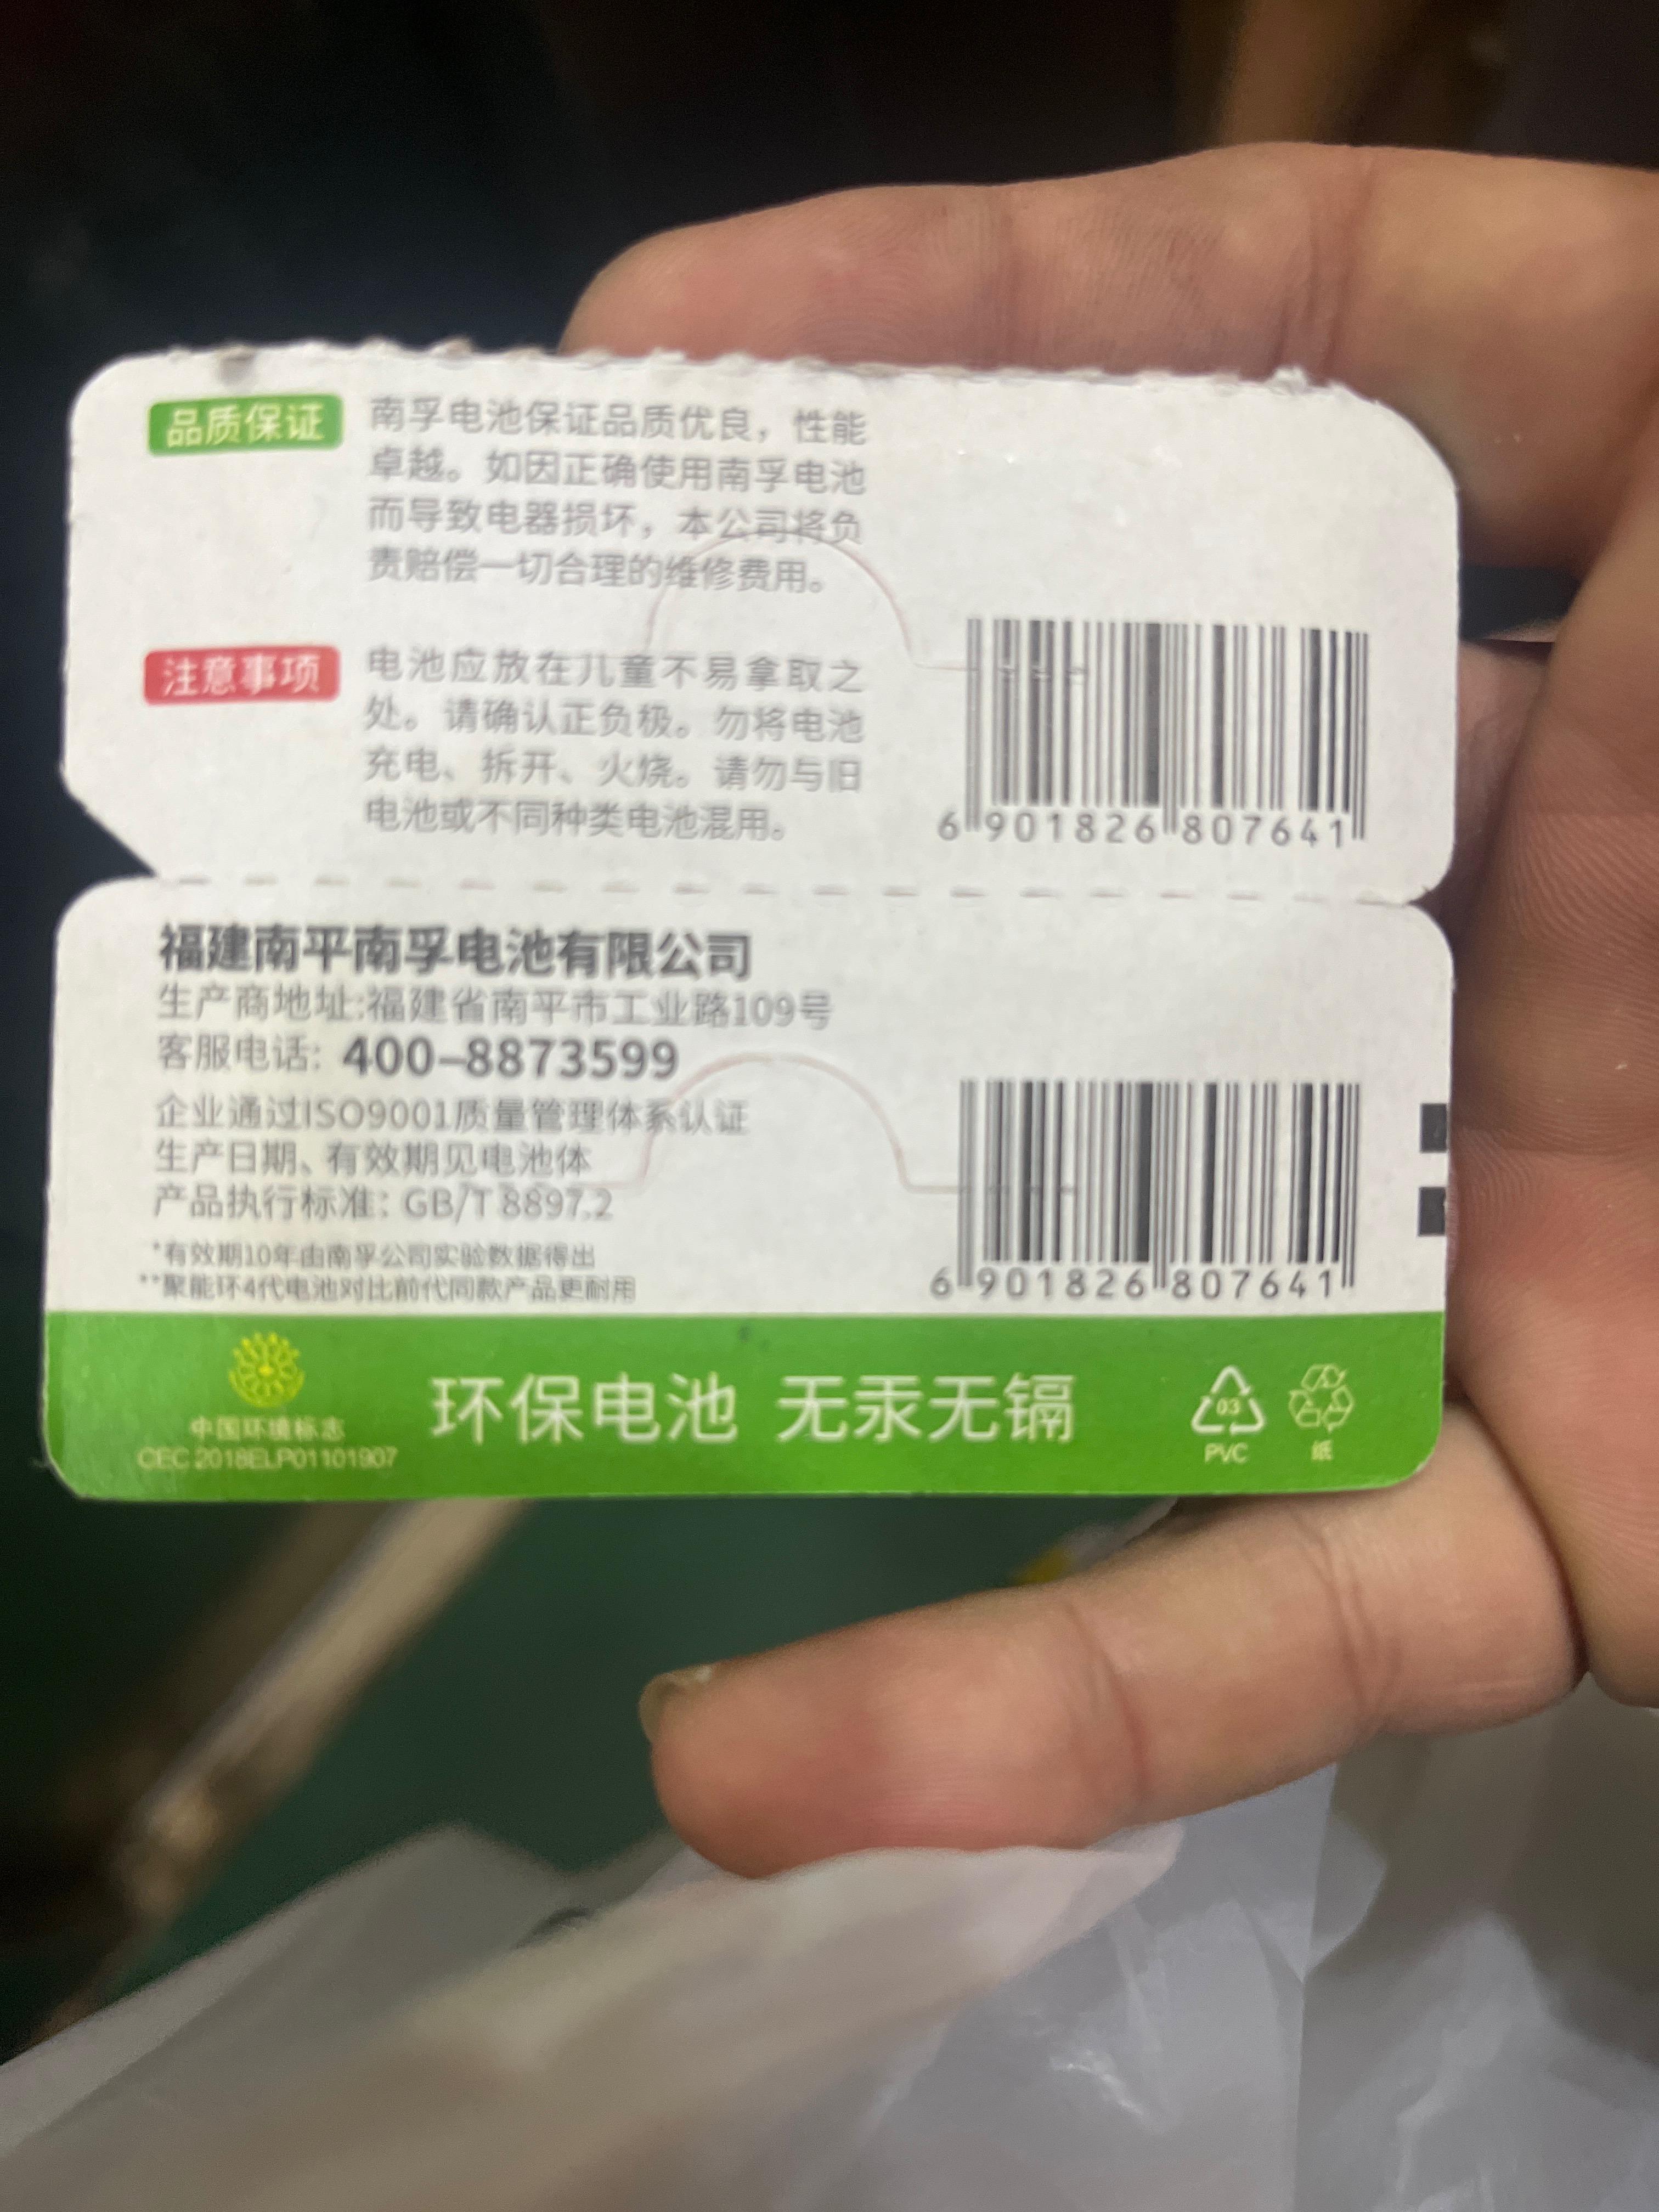 品质保证
南孚电池保证品质优良，性能
卓越。如因正确使用南孚电池
而导致电器损坏，本公司将负
责赔偿一切合理的维修费用。
注意事项
电池应放在儿童不易拿取之
处。请确认正负极。勿将电池
充电、拆开、火烧。请勿与旧
电池或不同种类电池混用。
6 901826 807641
福建南平南孚电池有限公司
生产商地址:福建省南平市工业路109号
客服电话: 400-8873599
企业通过ISO9001质量管理体系认证
生产日期、有效期见电池体
产品执行标准: GB/T 8897.2
*有效期10年由南孚公司实验数据得出
**聚能环4代电池对比前代同款产品更耐用
6 901826 807641
中国环境标志
CEC 2018ELP01101907
环保电池 无汞无镉
03
PVC
纸